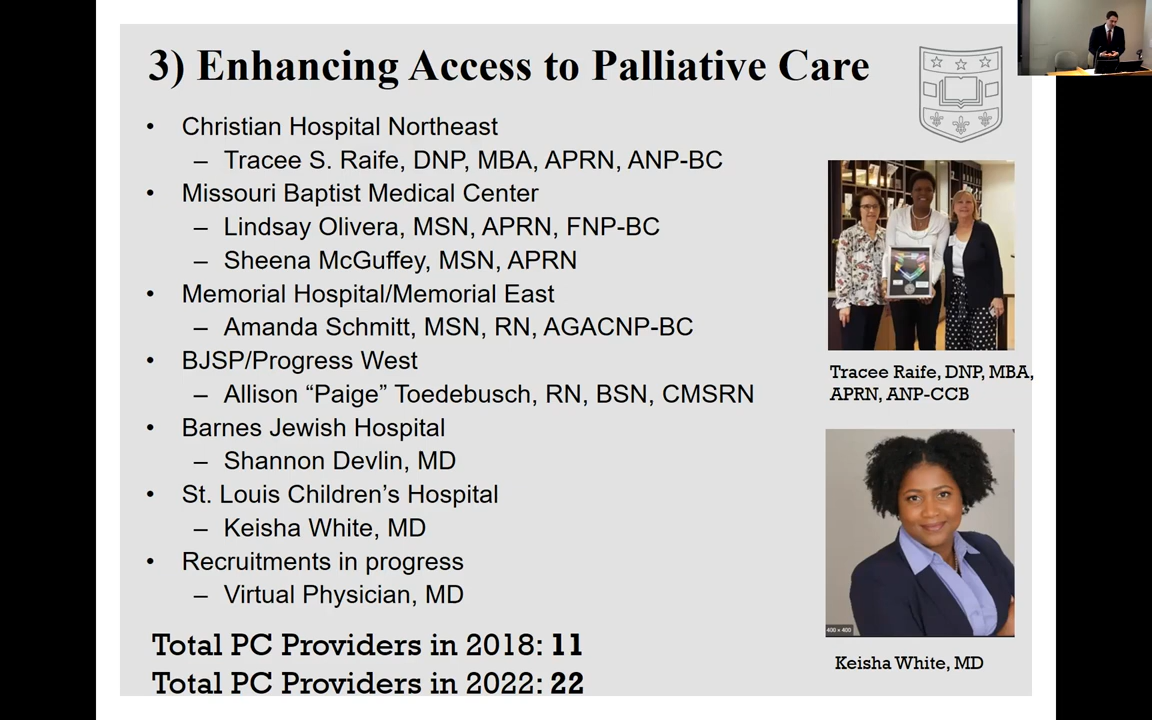 3) Enhancing Access to Palliative Care
• Christian Hospital Northeast
– Tracee S. Raife, DNP, MBA, APRN, ANP-BC
• Missouri Baptist Medical Center
– Lindsay Olivera, MSN, APRN, FNP-BC
– Sheena McGuffey, MSN, APRN
• Memorial Hospital/Memorial East
– Amanda Schmitt, MSN, RN, AGACNP-BC
• BJSP/Progress West
– Allison “Paige” Toedebusch, RN, BSN, CMSRN
• Barnes Jewish Hospital
– Shannon Devlin, MD
• St. Louis Children’s Hospital
– Keisha White, MD
• Recruitments in progress
– Virtual Physician, MD
Total PC Providers in 2018: 11
Total PC Providers in 2022: 22
Tracee Raife, DNP, MBA,
APRN, ANP-CCB
400 × 400
Keisha White, MD